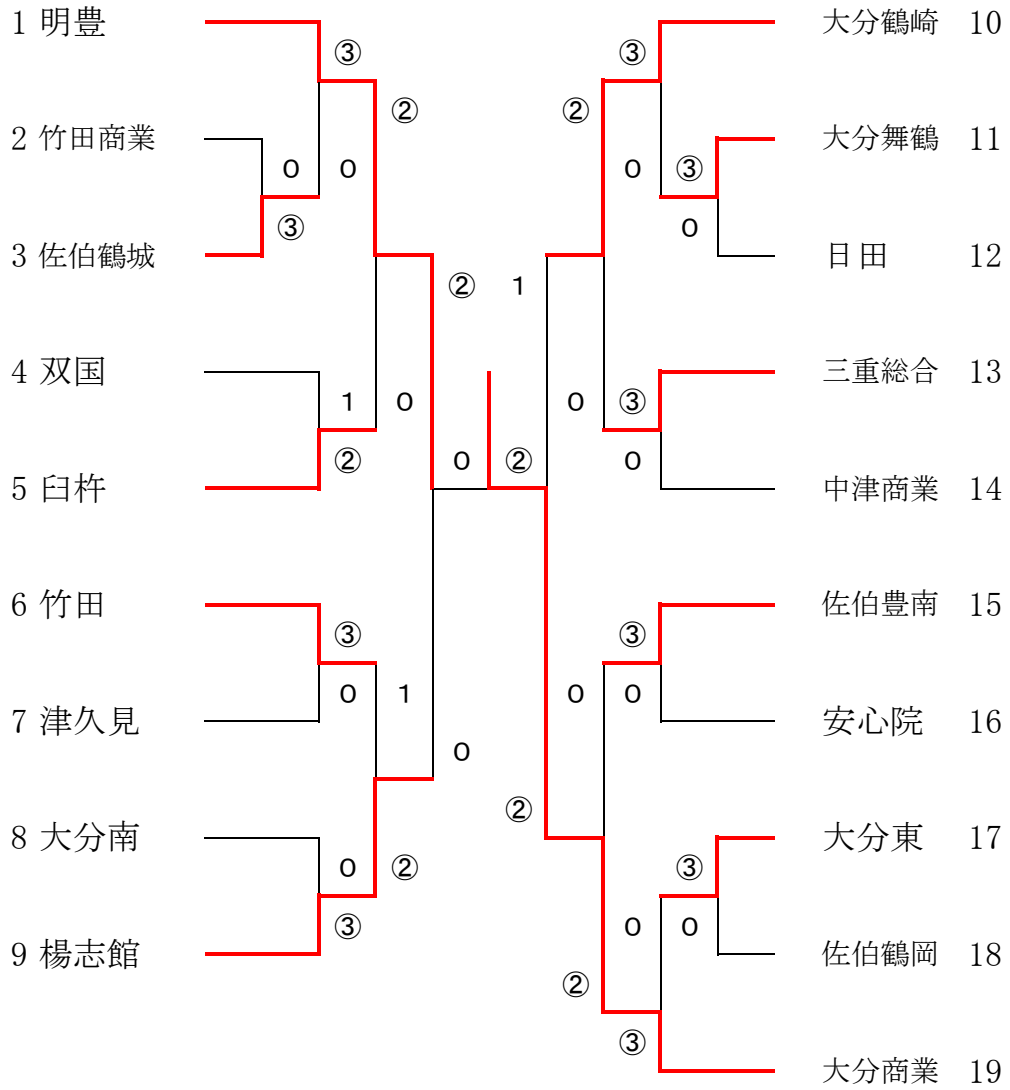 1 明豊
大分鶴崎 10
③
③
②
②
2 竹田商業
大分舞鶴 11
0
0
0
③
③
0
3 佐伯鶴城
日田 12
②
1
4 双国
三重総合 13
1
0
0
③
②
0
②
0
5 臼杵
中津商業 14
6 竹田
佐伯豊南 15
③
③
0
1
0
0
7 津久見
安心院 16
0
②
8 大分南
大分東 17
0
②
③
③
0
0
9 楊志館
佐伯鶴岡 18
②
③
大分商業 19